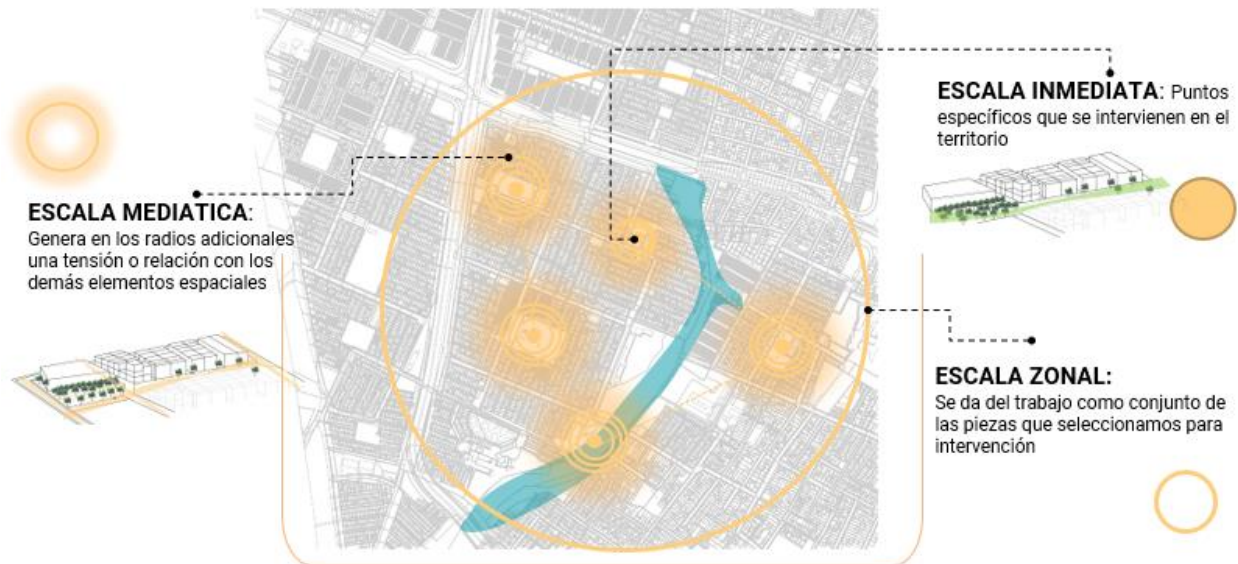 ESCALA MEDIATICA:
Genera en los radios adicionales
una tensión o relación con los
demás elementos espaciales
ESCALA INMEDIATA: Puntos
específicos que se intervienen en el
territorio
ESCALA ZONAL:
Se da del trabajo como conjunto de
las piezas que seleccionamos para
intervención